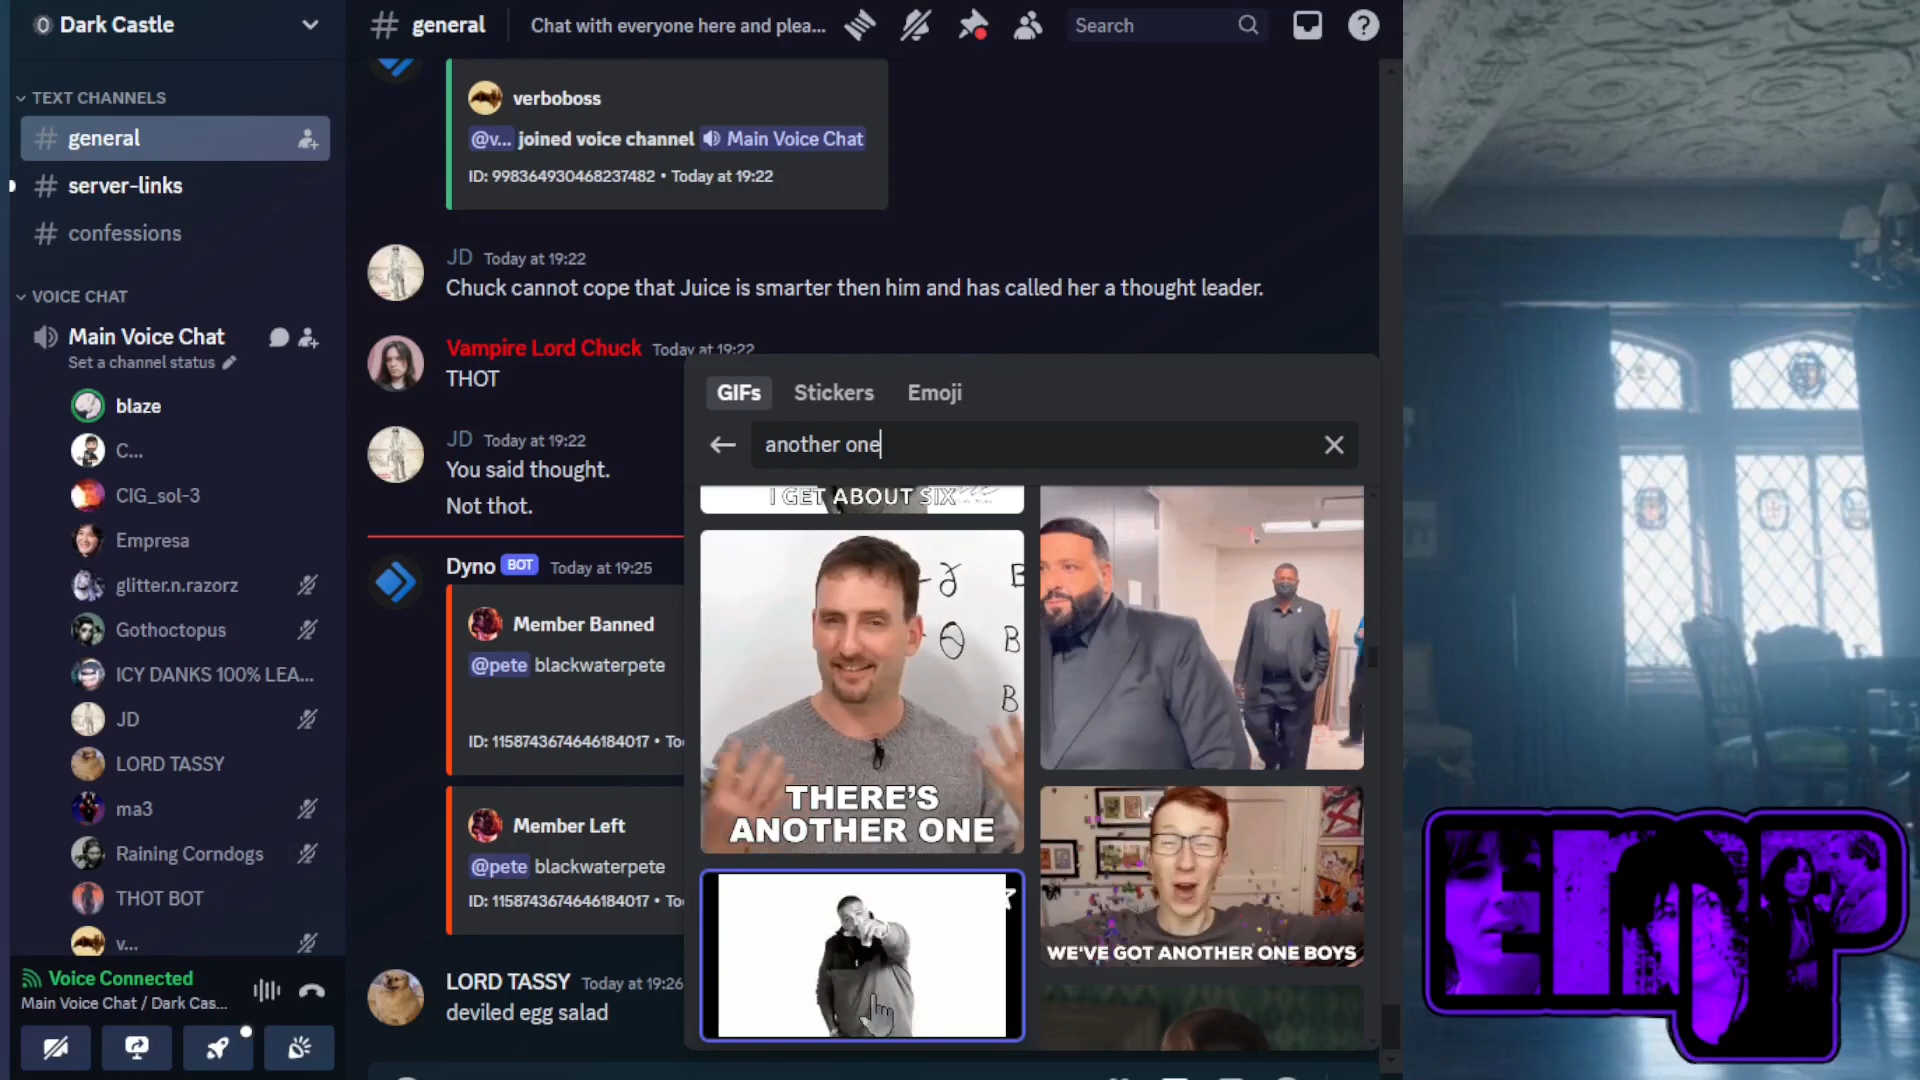 Dark Castle
TEXT CHANNELS
general
server-links
confessions
VOICE CHAT
Main Voice Chat
Set a channel status
blaze
C...
CIG_sol-3
Empresa
glitter.n.razorz
Gothoctopus
ICY DANKS 100% LEA...
JD
LORD TASSY
ma3
Raining Corndogs
THOT BOT
v...
Voice Connected
Main Voice Chat / Dark Cas...
# general
Chat with everyone here and plea...
Search
verboboss
@v... joined voice channel Main Voice Chat
ID: 998364930468237482 • Today at 19:22
JD Today at 19:22
Chuck cannot cope that Juice is smarter then him and has called her a thought leader.
Vampire Lord Chuck Today at 19:22
THOT
JD Today at 19:22
You said thought.
Not thot.
Dyno BOT Today at 19:25
Member Banned
@pete blackwaterpete
ID: 1158743674646184017 • To
Member Left
@pete blackwaterpete
ID: 1158743674646184017 • To
LORD TASSY Today at 19:26
deviled egg salad
GIFs Stickers Emoji
another one
I GET ABOUT SIX
THERE'S
ANOTHER ONE
WE'VE GOT ANOTHER ONE BOYS
EMP